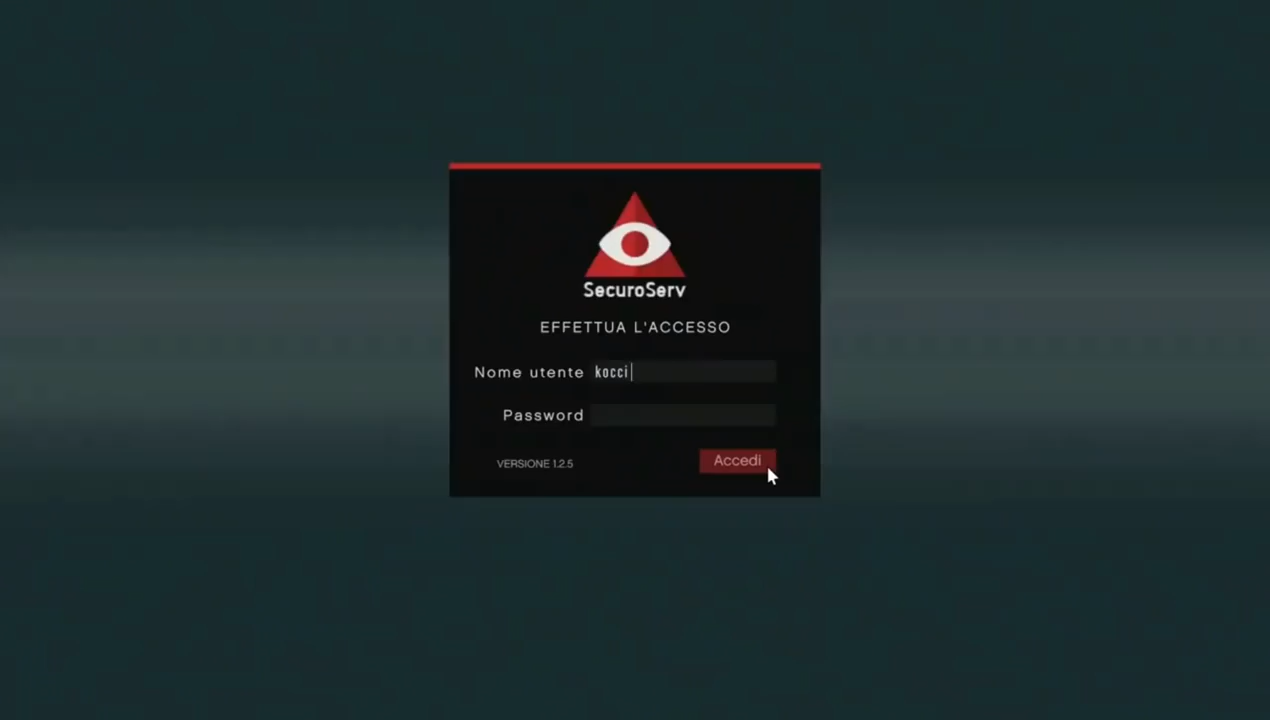 SecuroServ
EFFETTUA L'ACCESSO
Nome utente kocci
Password
VERSIONE 1.2.5
Accedi